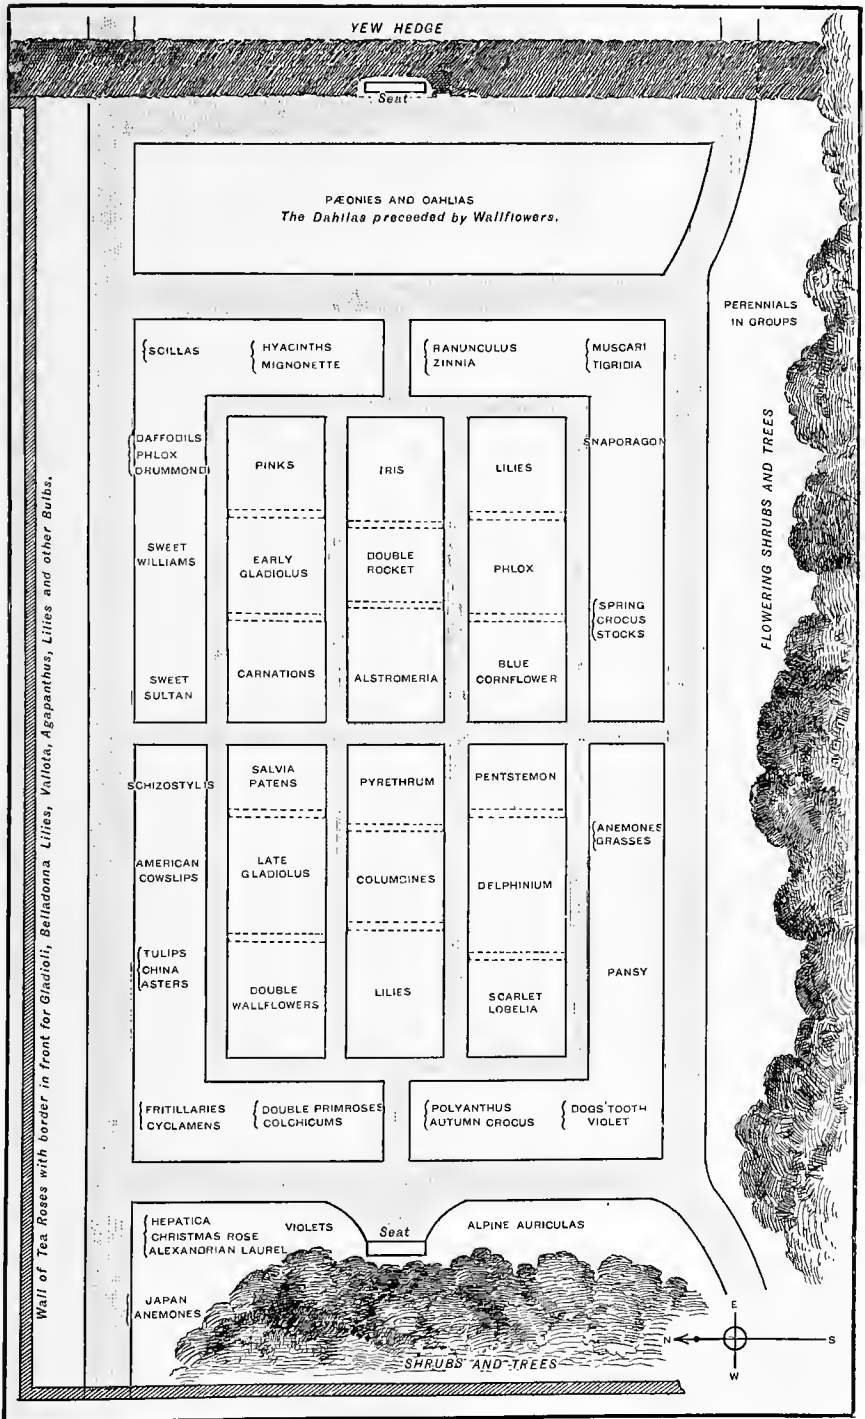 YEW HEDGE
Seat
PÆONIES AND DAHLIAS
The Dahlias preceeded by Wallflowers.
PERENNIALS
IN GROUPS
SCILLAS
HYACINTHS
MIGNONETTE
RANUNCULUS
ZINNIA
MUSCARI
TIGRIDIA
DAFFODILS
PHLOX
DRUMMONDI
SNAPDRAGON
PINKS
IRIS
LILIES
SWEET
WILLIAMS
EARLY
GLADIOLUS
DOUBLE
ROCKET
PHLOX
SPRING
CROCUS
STOCKS
SWEET
SULTAN
CARNATIONS
ALSTROMERIA
BLUE
CORNFLOWER
FLOWERING SHRUBS AND TREES
Wall of Tea Roses with border in front for Gladioli, Belladonna Lilies, Vallota, Agapanthus, Lilies and other Bulbs.
SCHIZOSTYLIS
SALVIA
PATENS
PYRETHRUM
PENTSTEMON
ANEMONES
GRASSES
AMERICAN
COWSLIPS
LATE
GLADIOLUS
COLUMBINES
DELPHINIUM
TULIPS
CHINA
ASTERS
DOUBLE
WALLFLOWERS
LILIES
SCARLET
LOBELIA
PANSY
FRITILLARIES
CYCLAMENS
DOUBLE PRIMROSES
COLCHICUMS
POLYANTHUS
AUTUMN CROCUS
DOGS' TOOTH
VIOLET
HEPATICA
CHRISTMAS ROSE
ALEXANDRIAN LAUREL
VIOLETS
Seat
ALPINE AURICULAS
JAPAN
ANEMONES
SHRUBS AND TREES
E
N
S
W